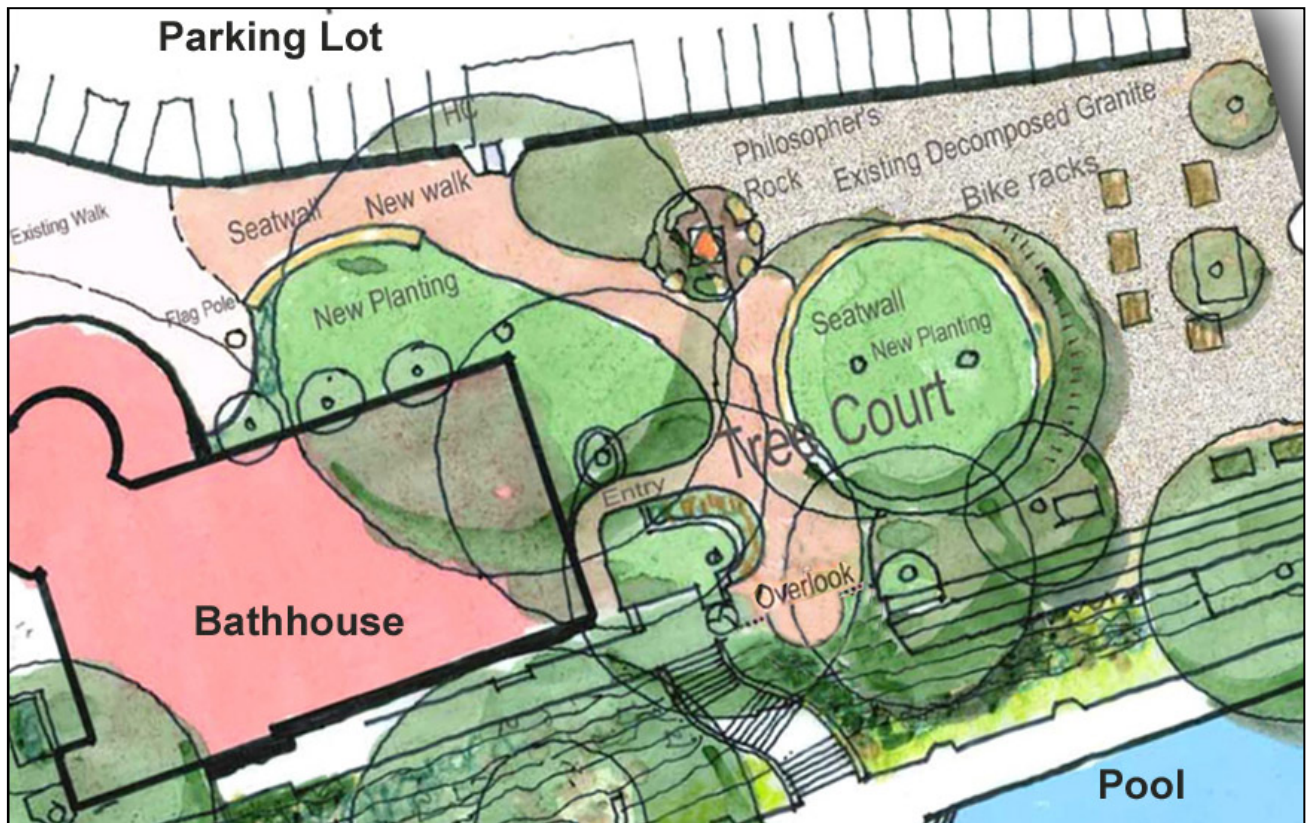 Parking Lot
HC
Philosopher's
Rock
Existing Decomposed Granite
Bike racks
Existing Walk
Seatwall
New walk
Flag Pole
New Planting
Seatwall
New Planting
Tree Court
Entry
Overlook
Bathhouse
Pool